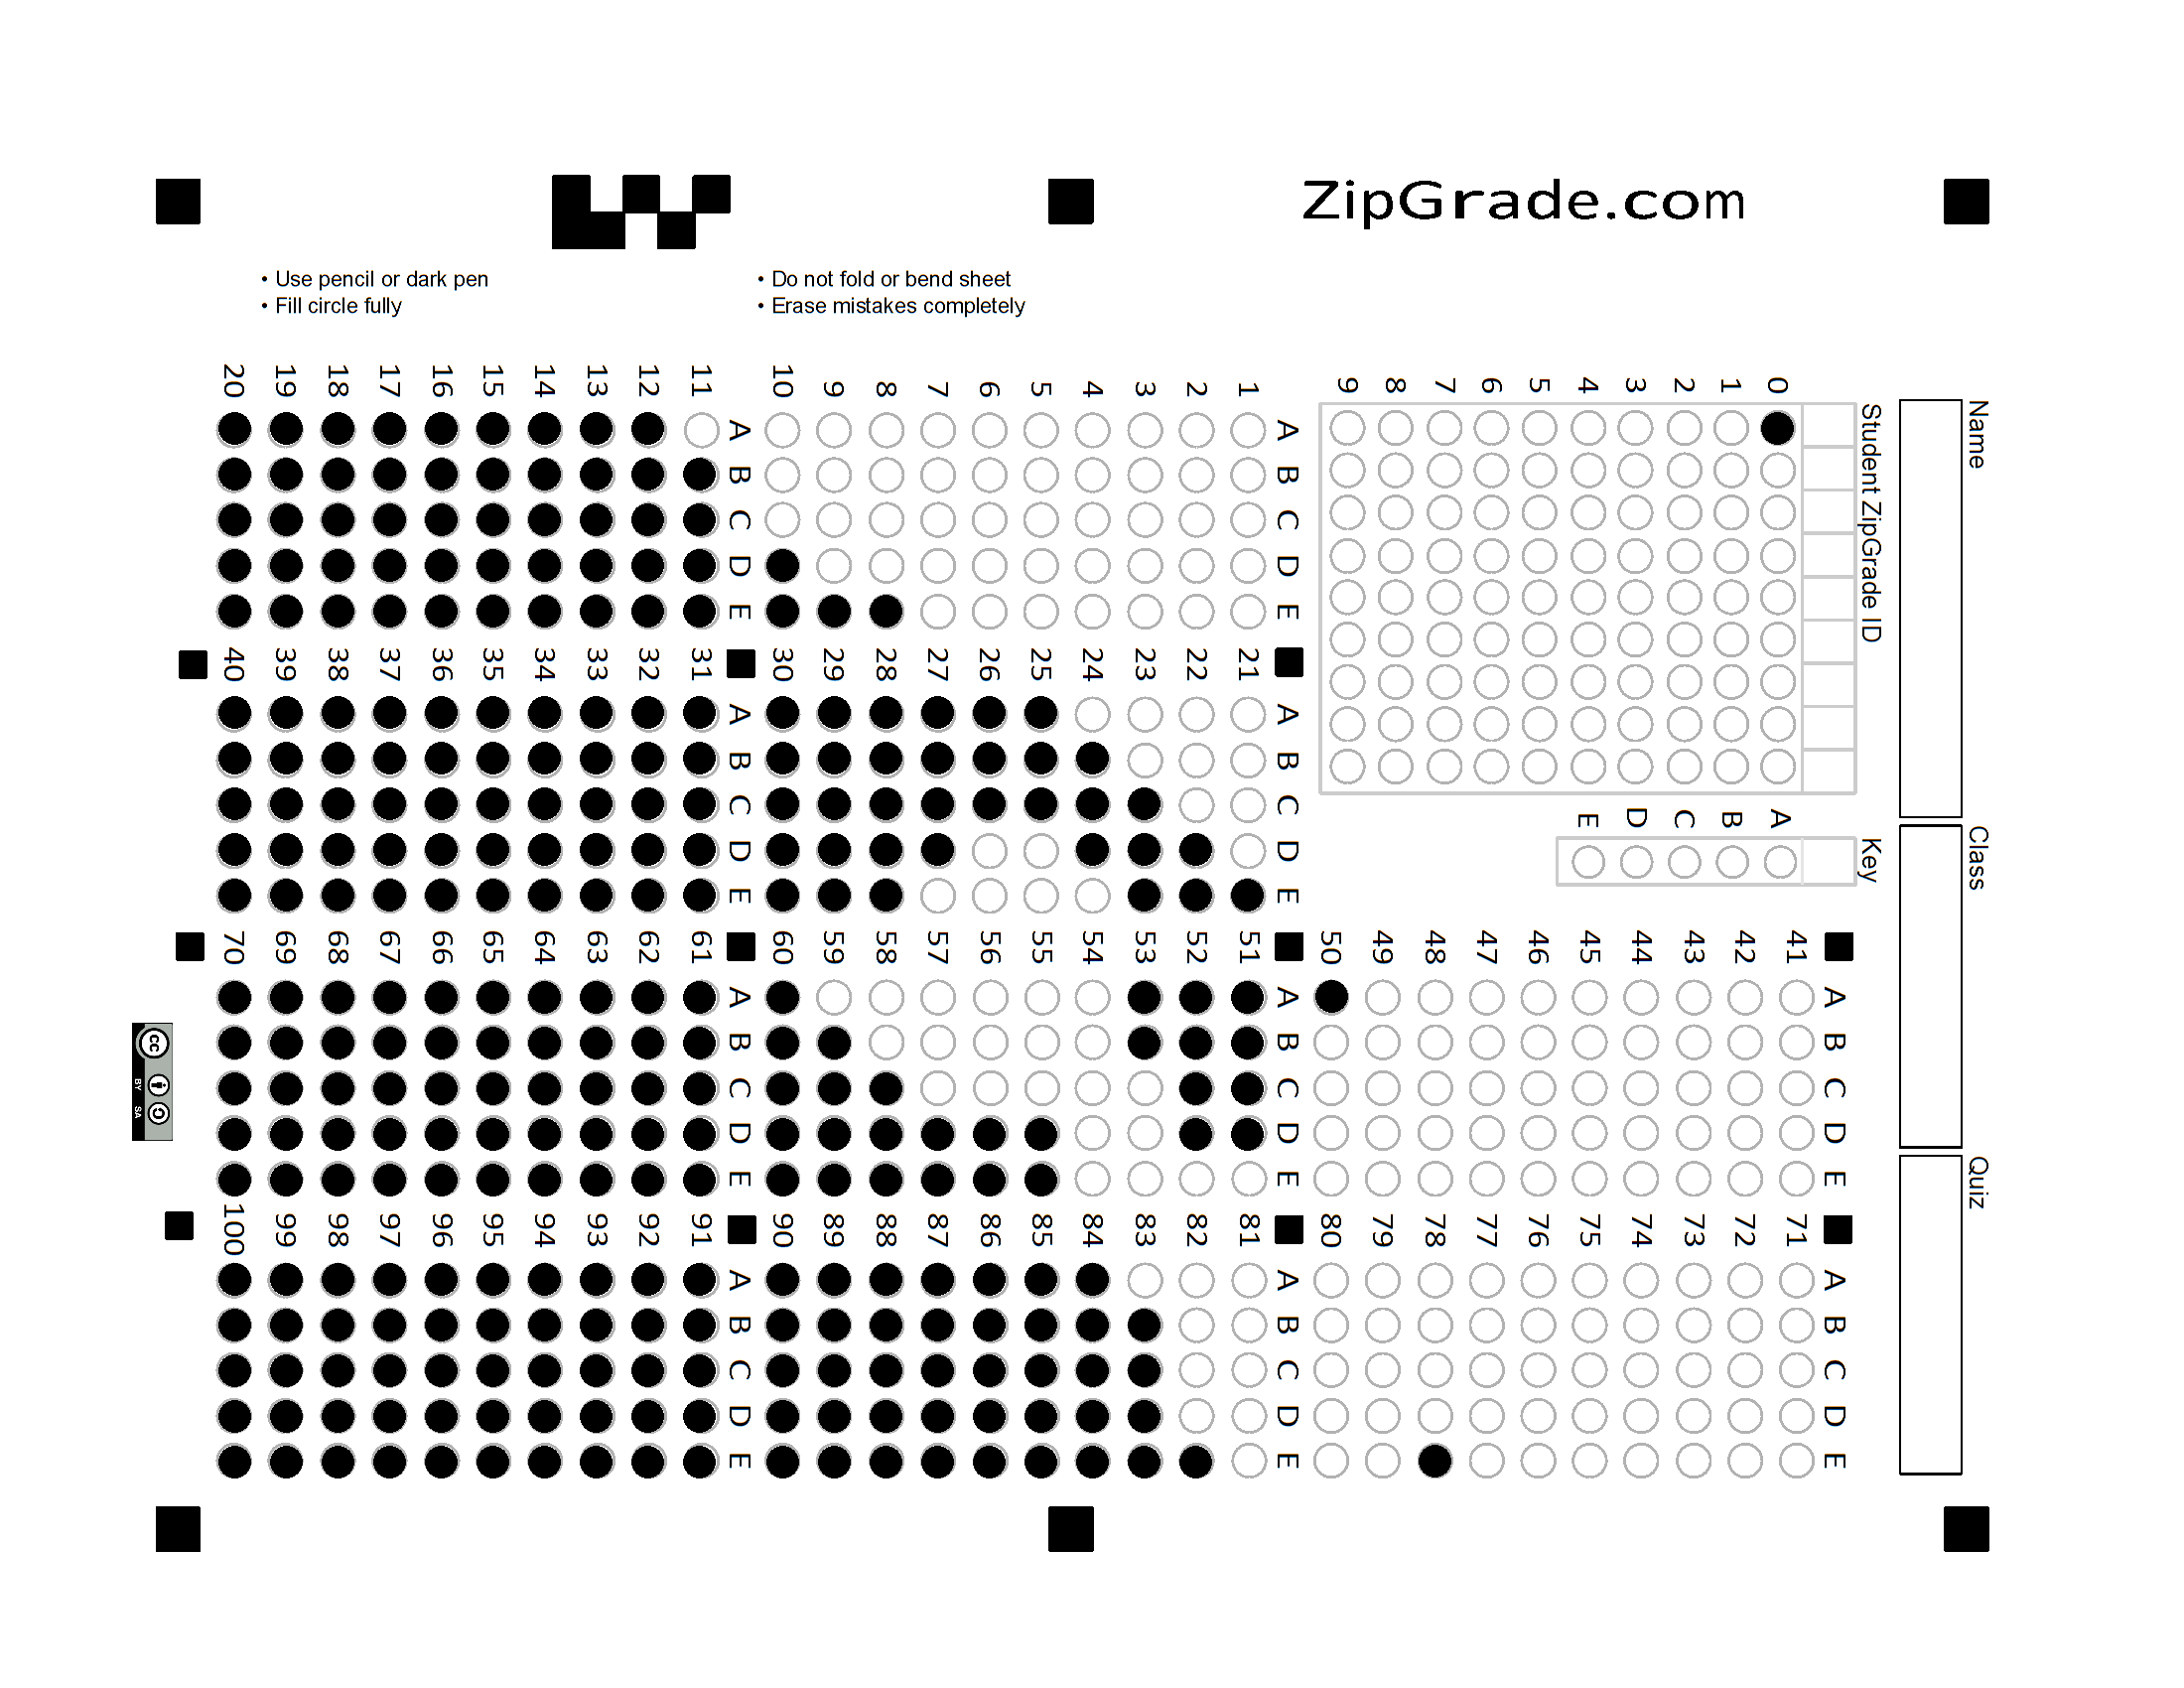 ZipGrade.com
• Use pencil or dark pen
• Fill circle fully
• Do not fold or bend sheet
• Erase mistakes completely
Name
Class
Quiz
Student ZipGrade ID
Key
0 1 2 3 4 5 6 7 8 9
A B C D E
A B C D E
1 2 3 4 5 6 7 8 9 10
A B C D E
11 12 13 14 15 16 17 18 19 20
A B C D E
21 22 23 24 25 26 27 28 29 30
A B C D E
31 32 33 34 35 36 37 38 39 40
A B C D E
41 42 43 44 45 46 47 48 49 50
A B C D E
51 52 53 54 55 56 57 58 59 60
A B C D E
61 62 63 64 65 66 67 68 69 70
A B C D E
71 72 73 74 75 76 77 78 79 80
A B C D E
81 82 83 84 85 86 87 88 89 90
A B C D E
91 92 93 94 95 96 97 98 99 100
cc
BY SA